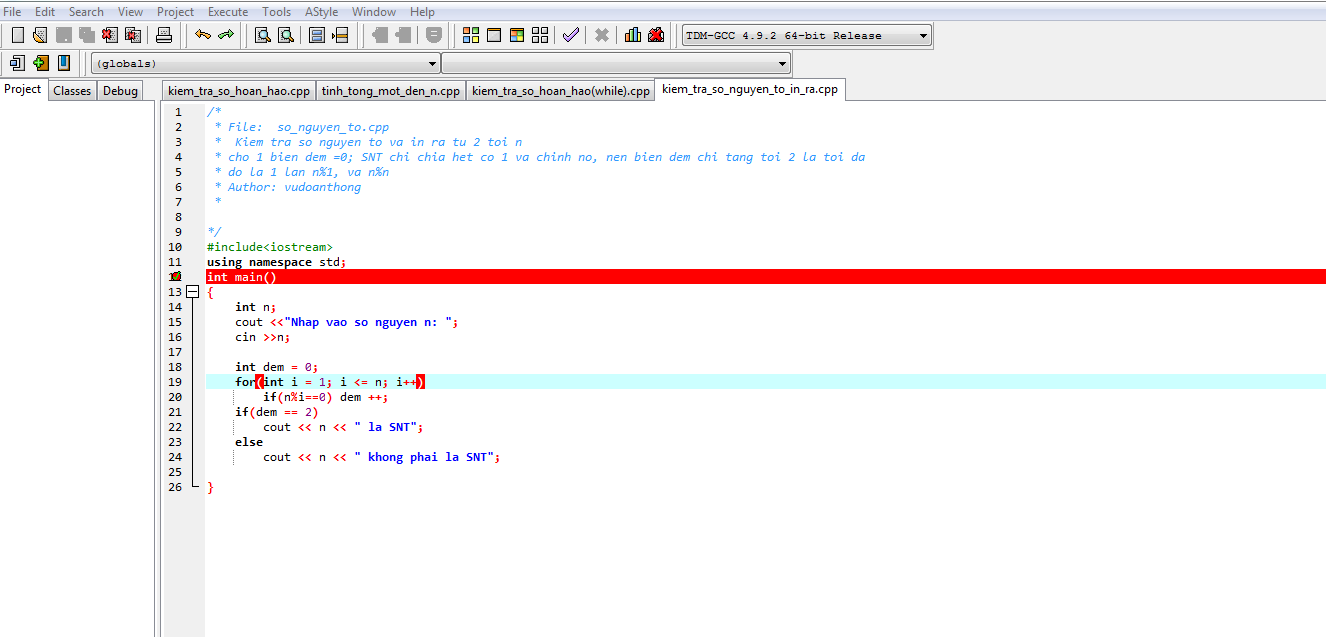 File Edit Search View Project Execute Tools AStyle Window Help
TDM-GCC 4.9.2 64-bit Release
(globals)
Project Classes Debug
kiem_tra_so_hoan_hao.cpp tinh_tong_mot_den_n.cpp kiem_tra_so_hoan_hao(while).cpp kiem_tra_so_nguyen_to_in_ra.cpp
1 /*
2 * File: so_nguyen_to.cpp
3 * Kiem tra so nguyen to va in ra tu 2 toi n
4 * cho 1 bien dem =0; SNT chi chia het co 1 va chinh no, nen bien dem chi tang toi 2 la toi da
5 * do la 1 lan n%1, va n%n
6 * Author: vudoanthong
7 *
8
9 */
10 #include<iostream>
11 using namespace std;
int main()
13 {
14 int n;
15 cout <<"Nhap vao so nguyen n: ";
16 cin >>n;
17
18 int dem = 0;
19 for(int i = 1; i <= n; i++)
20 if(n%i==0) dem ++;
21 if(dem == 2)
22 cout << n << " la SNT";
23 else
24 cout << n << " khong phai la SNT";
25
26 }